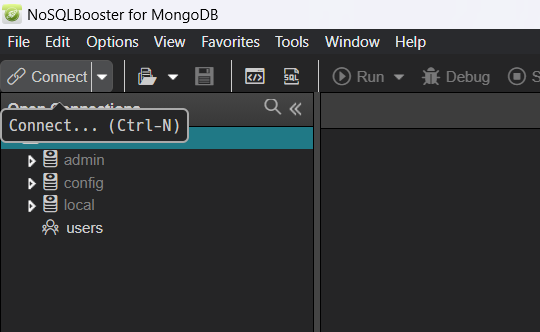 NoSQLBooster for MongoDB
File Edit Options View Favorites Tools Window Help
Connect SQL Run Debug S
Open Connections
Connect... (Ctrl-N)
admin
config
local
users